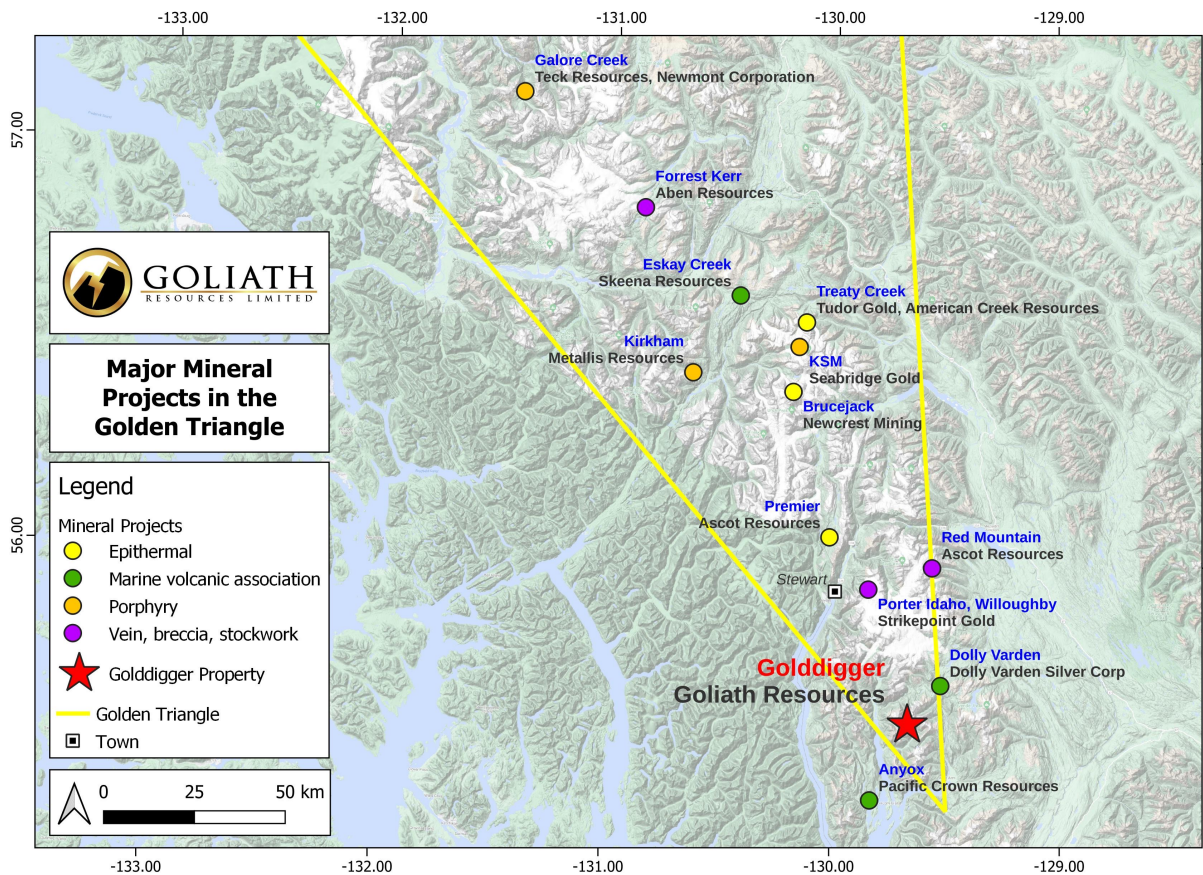 -133.00
-132.00
-131.00
-130.00
-129.00
57.00
56.00
Galore Creek
Teck Resources, Newmont Corporation
Forrest Kerr
Aben Resources
Eskay Creek
Skeena Resources
Treaty Creek
Tudor Gold, American Creek Resources
Kirkham
Metallis Resources
KSM
Seabridge Gold
Brucejack
Newcrest Mining
Premier
Ascot Resources
Red Mountain
Ascot Resources
Stewart
Porter Idaho, Willoughby
Strikepoint Gold
Dolly Varden
Dolly Varden Silver Corp
Golddigger
Goliath Resources
Anyox
Pacific Crown Resources
GOLIATH
RESOURCES LIMITED
Major Mineral
Projects in the
Golden Triangle
Legend
Mineral Projects
Epithermal
Marine volcanic association
Porphyry
Vein, breccia, stockwork
Golddigger Property
Golden Triangle
Town
0 25 50 km
-133.00
-132.00
-131.00
-130.00
-129.00